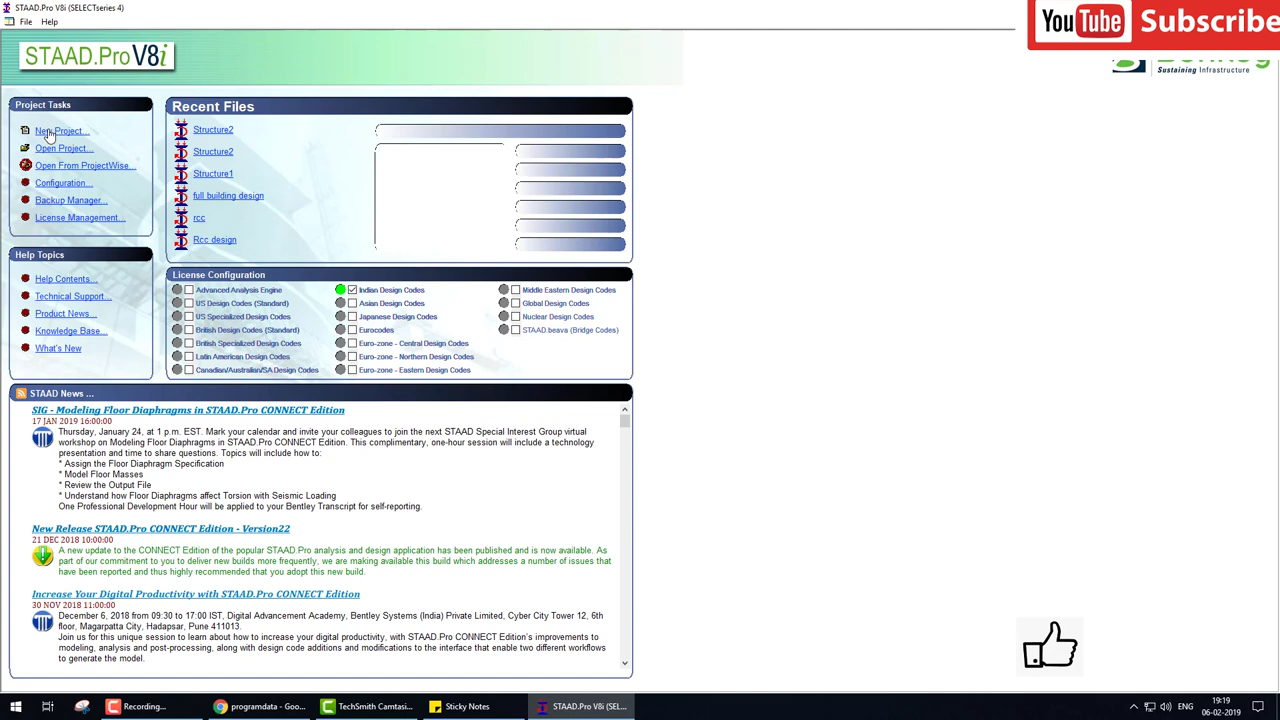 STAAD.Pro V8i (SELECTseries 4)
File Help
YouTube Subscribe
STAAD.Pro V8i
Sustaining Infrastructure
Project Tasks
New Project...
Open Project...
Open From ProjectWise...
Configuration...
Backup Manager...
License Management...
Recent Files
Structure2
Structure2
Structure1
full building design
rcc
Rcc design
Help Topics
Help Contents...
Technical Support...
Product News...
Knowledge Base...
What's New
License Configuration
Advanced Analysis Engine
US Design Codes (Standard)
US Specialized Design Codes
British Design Codes (Standard)
British Specialized Design Codes
Latin American Design Codes
Canadian/Australian/SA Design Codes
Indian Design Codes
Asian Design Codes
Japanese Design Codes
Eurocodes
Euro-zone - Central Design Codes
Euro-zone - Northern Design Codes
Euro-zone - Eastern Design Codes
Middle Eastern Design Codes
Global Design Codes
Nuclear Design Codes
STAAD.beava (Bridge Codes)
STAAD News ...
SIG - Modeling Floor Diaphragms in STAAD.Pro CONNECT Edition
17 JAN 2019 16:00:00
Thursday, January 24, at 1 p.m. EST. Mark your calendar and invite your colleagues to join the next STAAD Special Interest Group virtual
workshop on Modeling Floor Diaphragms in STAAD.Pro CONNECT Edition. This complimentary, one-hour session will include a technology
presentation and time to share questions. Topics will include how to:
* Assign the Floor Diaphragm Specification
* Model Floor Masses
* Review the Output File
* Understand how Floor Diaphragms affect Torsion with Seismic Loading
One Professional Development Hour will be applied to your Bentley Transcript for self-reporting.
New Release STAAD.Pro CONNECT Edition - Version22
21 DEC 2018 10:00:00
A new update to the CONNECT Edition of the popular STAAD.Pro analysis and design application has been published and is now available. As
part of our commitment to you to deliver new builds more frequently, we are making available this build which addresses a number of issues that
have been reported and thus highly recommended that you adopt this new build.
Increase Your Digital Productivity with STAAD.Pro CONNECT Edition
30 NOV 2018 11:00:00
December 6, 2018 from 09:30 to 17:00 IST, Digital Advancement Academy, Bentley Systems (India) Private Limited, Cyber City Tower 12, 6th
floor, Magarpatta City, Hadapsar, Pune 411013.
Join us for this unique session to learn about how to increase your digital productivity, with STAAD.Pro CONNECT Edition's improvements to
modeling, analysis and post-processing, along with design code additions and modifications to the interface that enable two different workflows
to generate the model.
Recording... programdata - Goo... TechSmith Camtasi... Sticky Notes STAAD.Pro V8i (SEL... ENG 19:19
06-02-2019